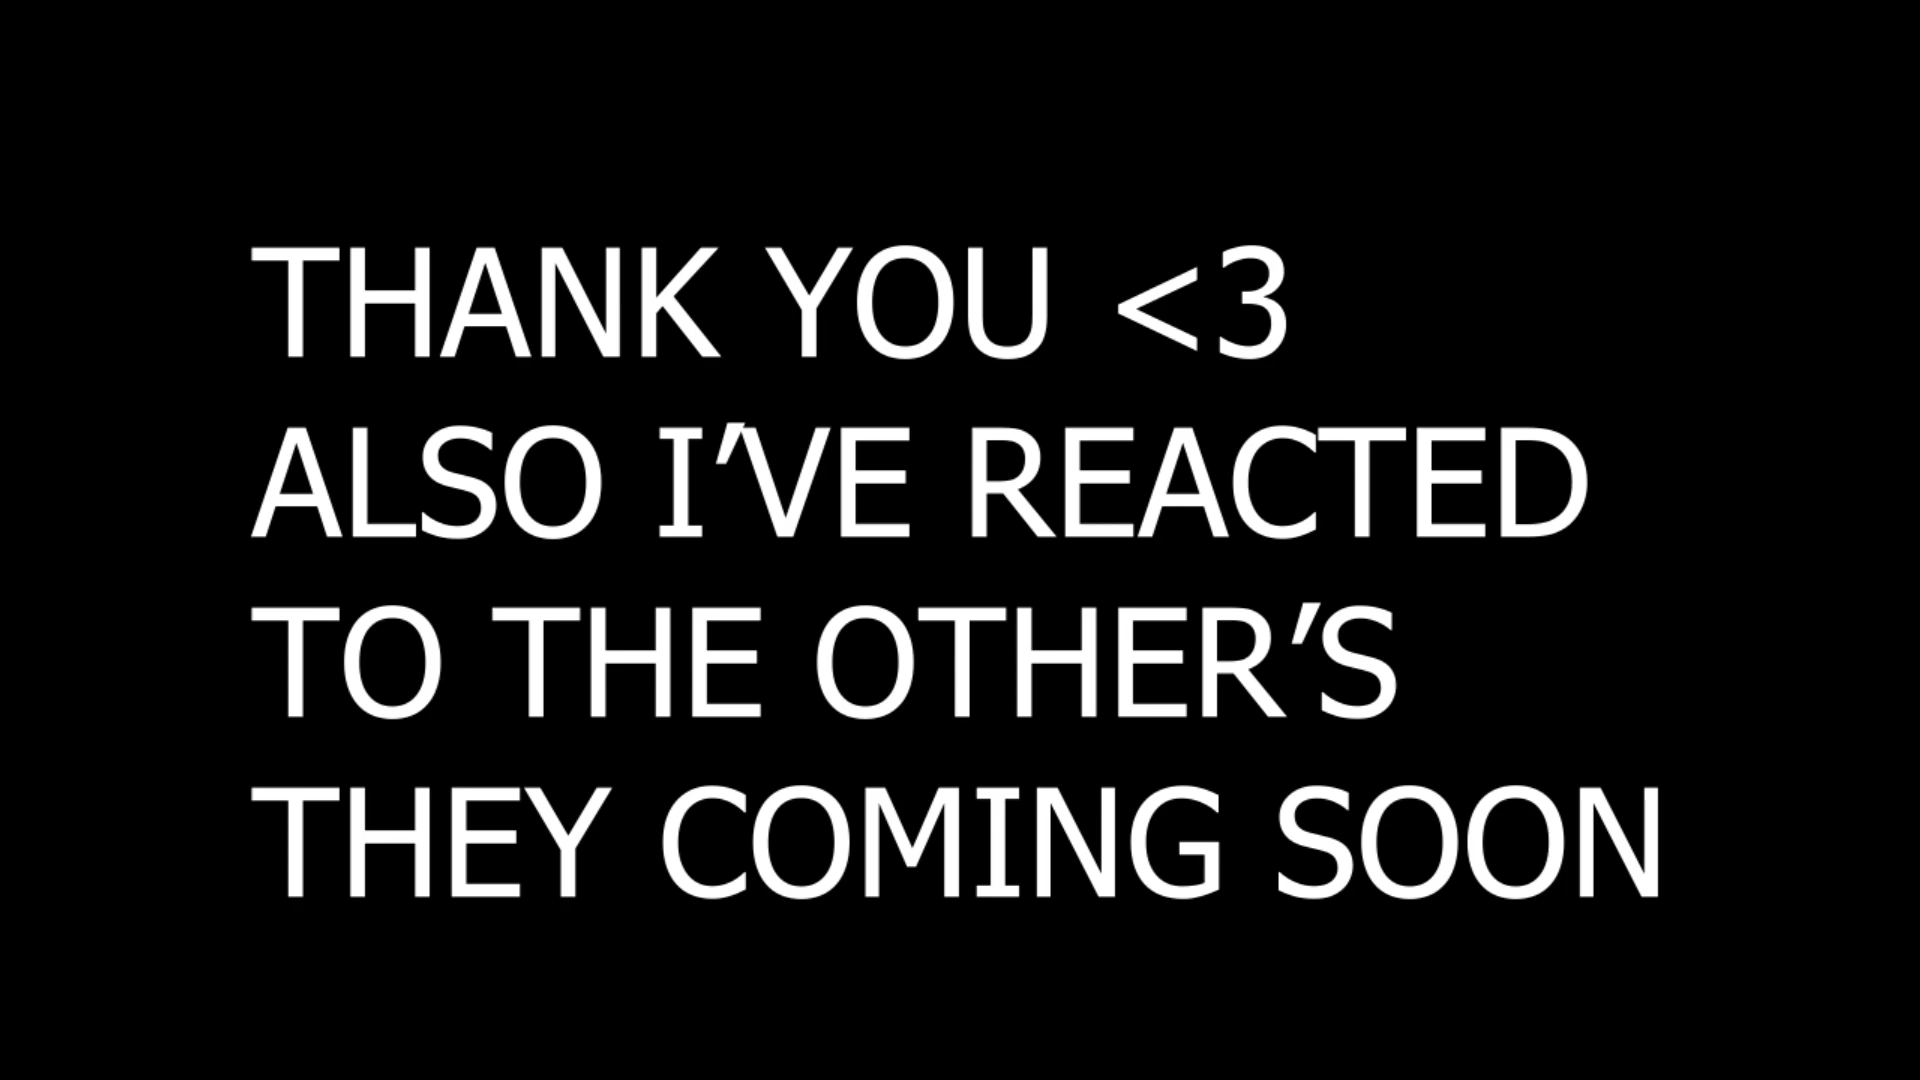 THANK YOU <3
ALSO I’VE REACTED
TO THE OTHER’S
THEY COMING SOON